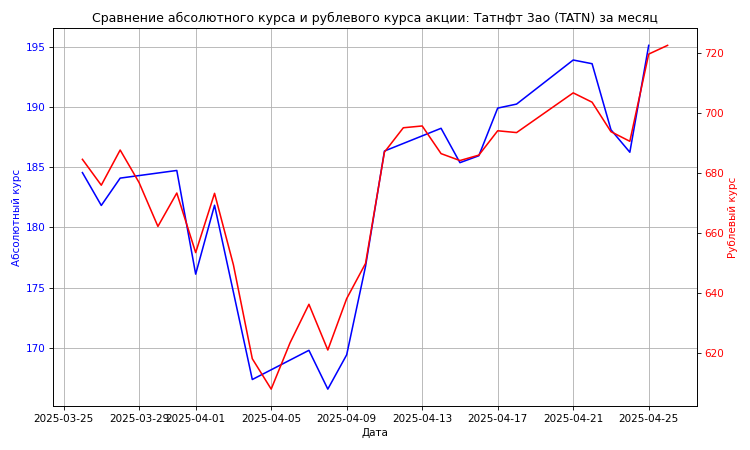 Сравнение абсолютного курса и рублевого курса акции: Татнфт 3ао (TATN) за месяц
195
190
185
180
175
170
Абсолютный курс
720
700
680
660
640
620
Рублевый курс
2025-03-25 2025-03-29 2025-04-01 2025-04-05 2025-04-09 2025-04-13 2025-04-17 2025-04-21 2025-04-25
Дата